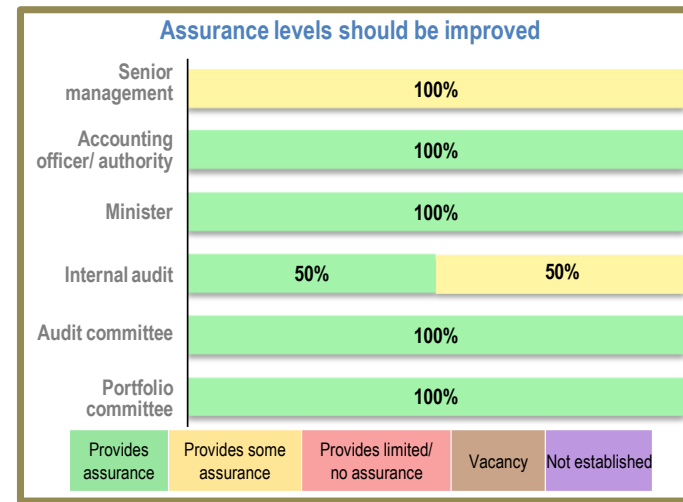 Assurance levels should be improved
Senior
management
100%
Accounting
officer/ authority
100%
Minister
100%
Internal audit
50%
50%
Audit committee
100%
Portfolio
committee
100%
Provides
assurance
Provides some
assurance
Provides limited/
no assurance
Vacancy
Not established